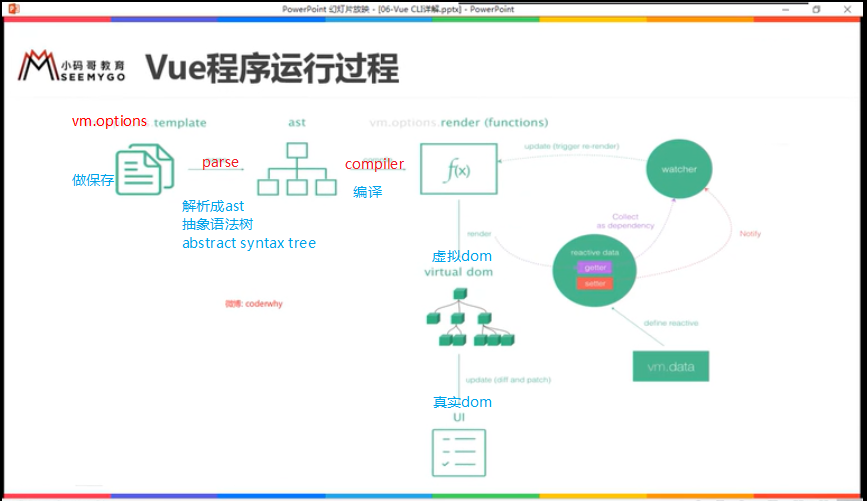 PowerPoint 幻灯片放映 - [06-Vue CLI详解.pptx] - PowerPoint
小码哥教育
SEEMYGO
Vue程序运行过程
vm.options.template
ast
vm.options.render (functions)
做保存
parse
compiler
f(x)
update (trigger re-render)
watcher
编译
解析成ast
抽象语法树
abstract syntax tree
Collect
as dependency
Notify
render
reactive data
getter
setter
虚拟dom
virtual dom
微博: coderwhy
define reactive
vm.data
update (diff and patch)
真实dom
UI